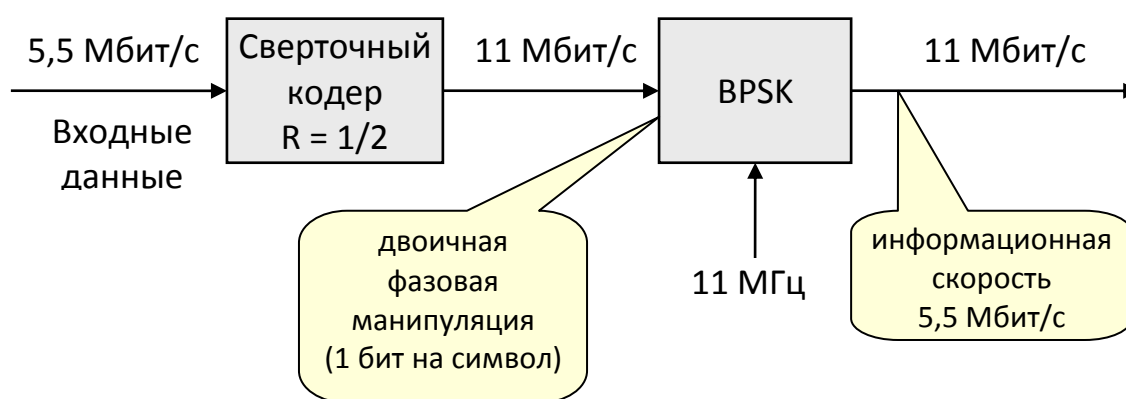 5,5 Мбит/с
Входные
данные
Сверточный
кодер
R = 1/2
11 Мбит/с
BPSK
11 Мбит/с
двоичная
фазовая
манипуляция
(1 бит на символ)
11 МГц
информационная
скорость
5,5 Мбит/с